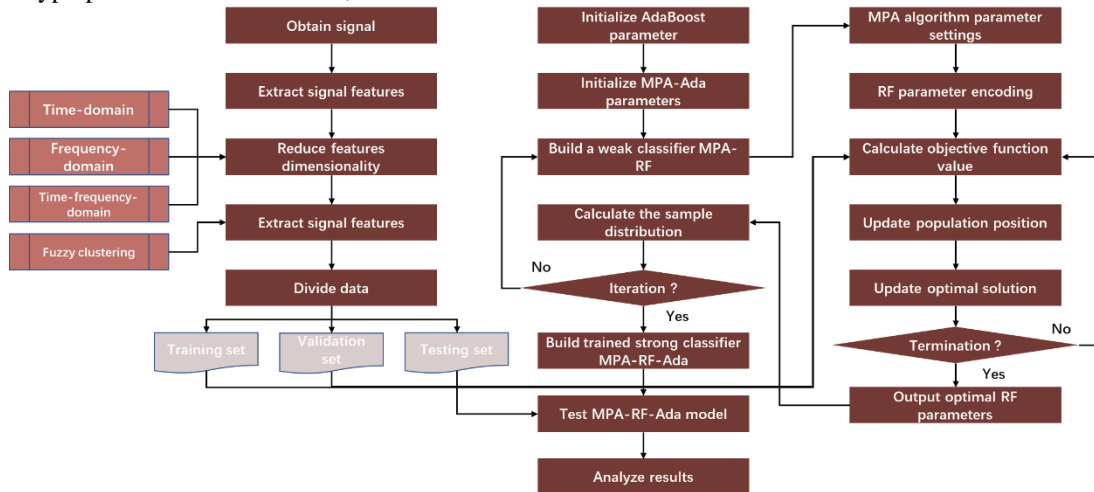 Obtain signal
Extract signal features
Time-domain
Frequency-
domain
Time-frequency-
domain
Fuzzy clustering
Reduce features
dimensionality
Extract signal features
Divide data
Training set
Validation
set
Testing set
Initialize AdaBoost
parameter
Initialize MPA-Ada
parameters
Build a weak classifier MPA-
RF
Calculate the sample
distribution
No
Iteration ?
Yes
Build trained strong classifier
MPA-RF-Ada
Test MPA-RF-Ada model
Analyze results
MPA algorithm parameter
settings
RF parameter encoding
Calculate objective function
value
Update population position
Update optimal solution
No
Termination ?
Yes
Output optimal RF
parameters